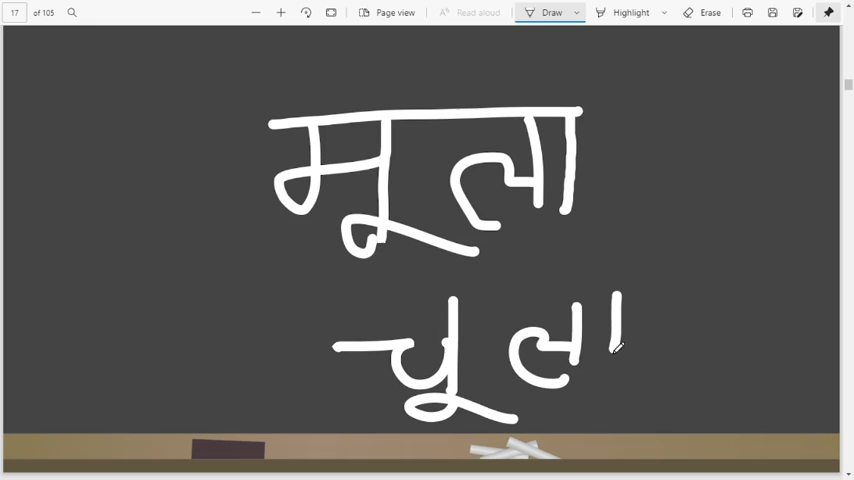 17 of 105 Page view Read aloud Draw Highlight Erase
मूला
चूला